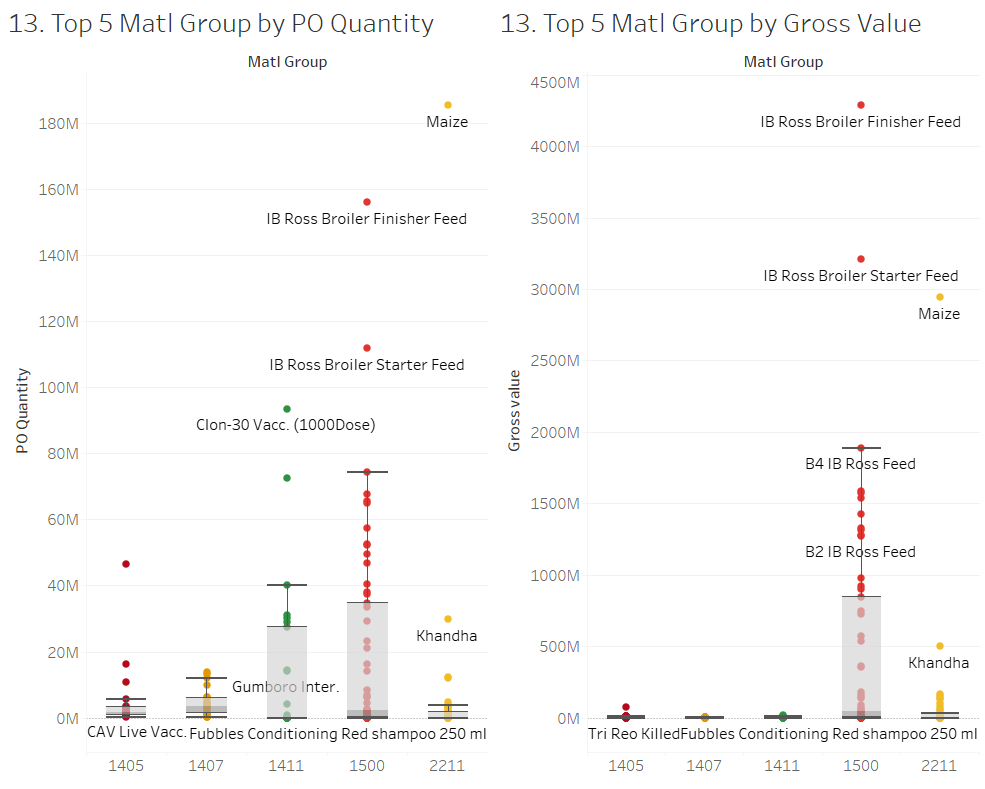 13. Top 5 Matl Group by PO Quantity
Matl Group
180M
160M
140M
120M
100M
80M
60M
40M
20M
0M
PO Quantity
Maize
IB Ross Broiler Finisher Feed
IB Ross Broiler Starter Feed
Clon-30 Vacc. (1000Dose)
Khandha
Gumboro Inter.
CAV Live Vacc.
Fubbles Conditioning Red shampoo 250 ml
1405
1407
1411
1500
2211
13. Top 5 Matl Group by Gross Value
Matl Group
4500M
4000M
3500M
3000M
2500M
2000M
1500M
1000M
500M
0M
Gross value
IB Ross Broiler Finisher Feed
IB Ross Broiler Starter Feed
Maize
B4 IB Ross Feed
B2 IB Ross Feed
Khandha
Tri Reo Killed
Fubbles Conditioning Red shampoo 250 ml
1405
1407
1411
1500
2211